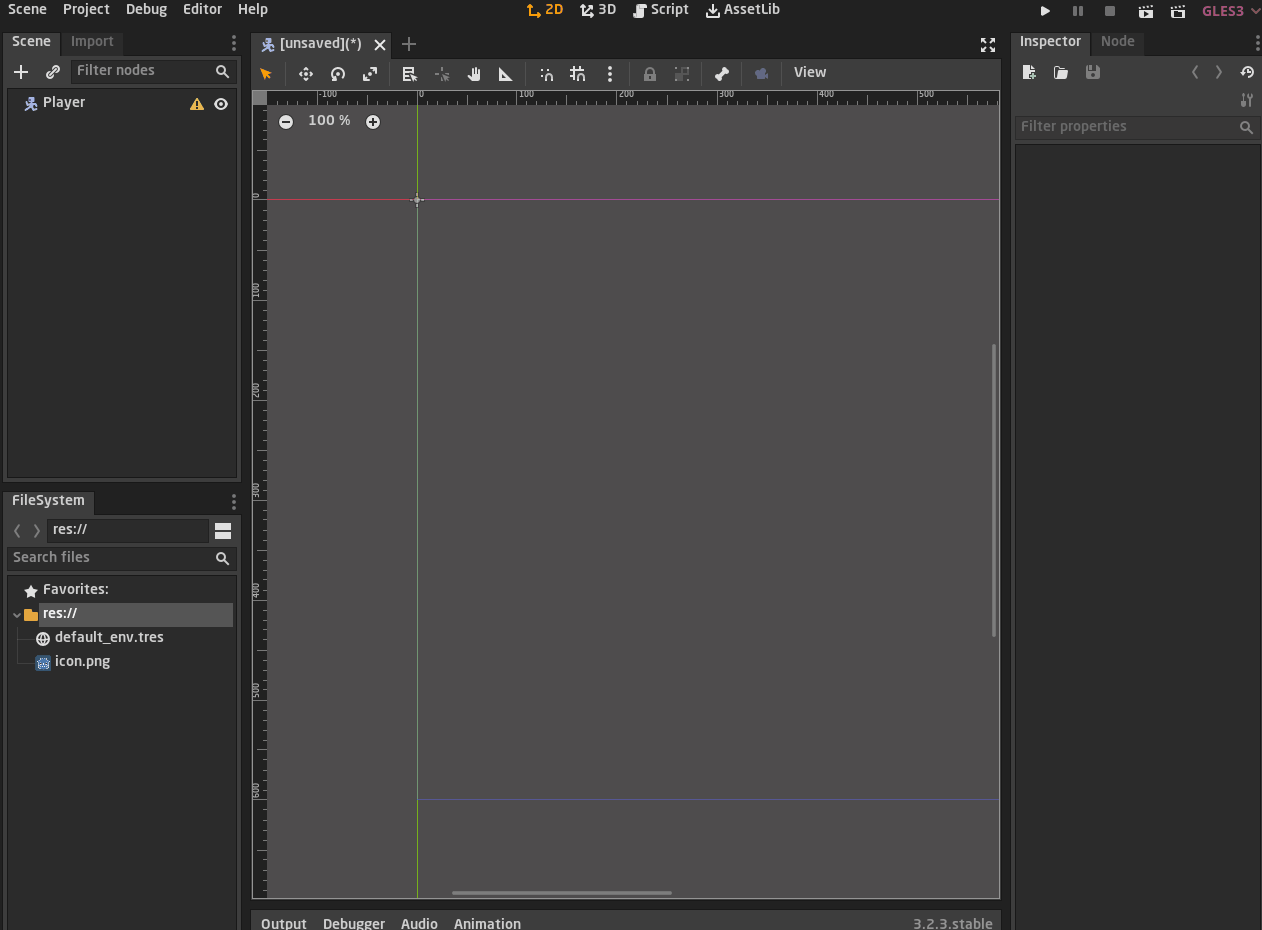 Scene Project Debug Editor Help 2D 3D Script AssetLib GLES3
Scene Import
Filter nodes
Player
[unsaved](*)
View
-100 0 100 200 300 400 500
100 %
0
100
200
300
400
500
600
Inspector Node
Filter properties
FileSystem
res://
Search files
Favorites:
res://
default_env.tres
icon.png
Output Debugger Audio Animation 3.2.3.stable